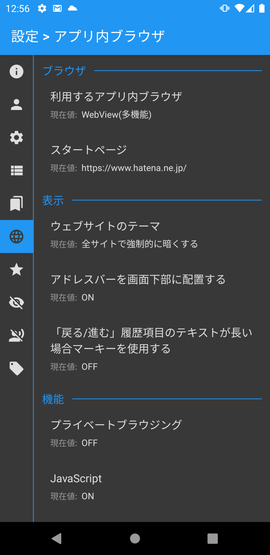 12:56
設定 > アプリ内ブラウザ
ブラウザ
利用するアプリ内ブラウザ
現在値: WebView(多機能)
スタートページ
現在値: https://www.hatena.ne.jp/
表示
ウェブサイトのテーマ
現在値: 全サイトで強制的に暗くする
アドレスバーを画面下部に配置する
現在値: ON
「戻る/進む」履歴項目のテキストが長い
場合マーキーを使用する
現在値: OFF
機能
プライベートブラウジング
現在値: OFF
JavaScript
現在値: ON